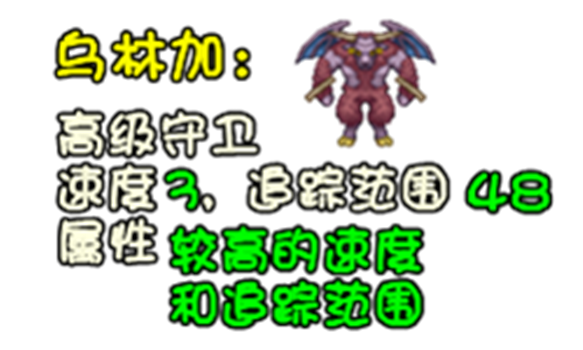 乌林加：
高级守卫
速度3，追踪范围 48
属性 较高的速度
和追踪范围